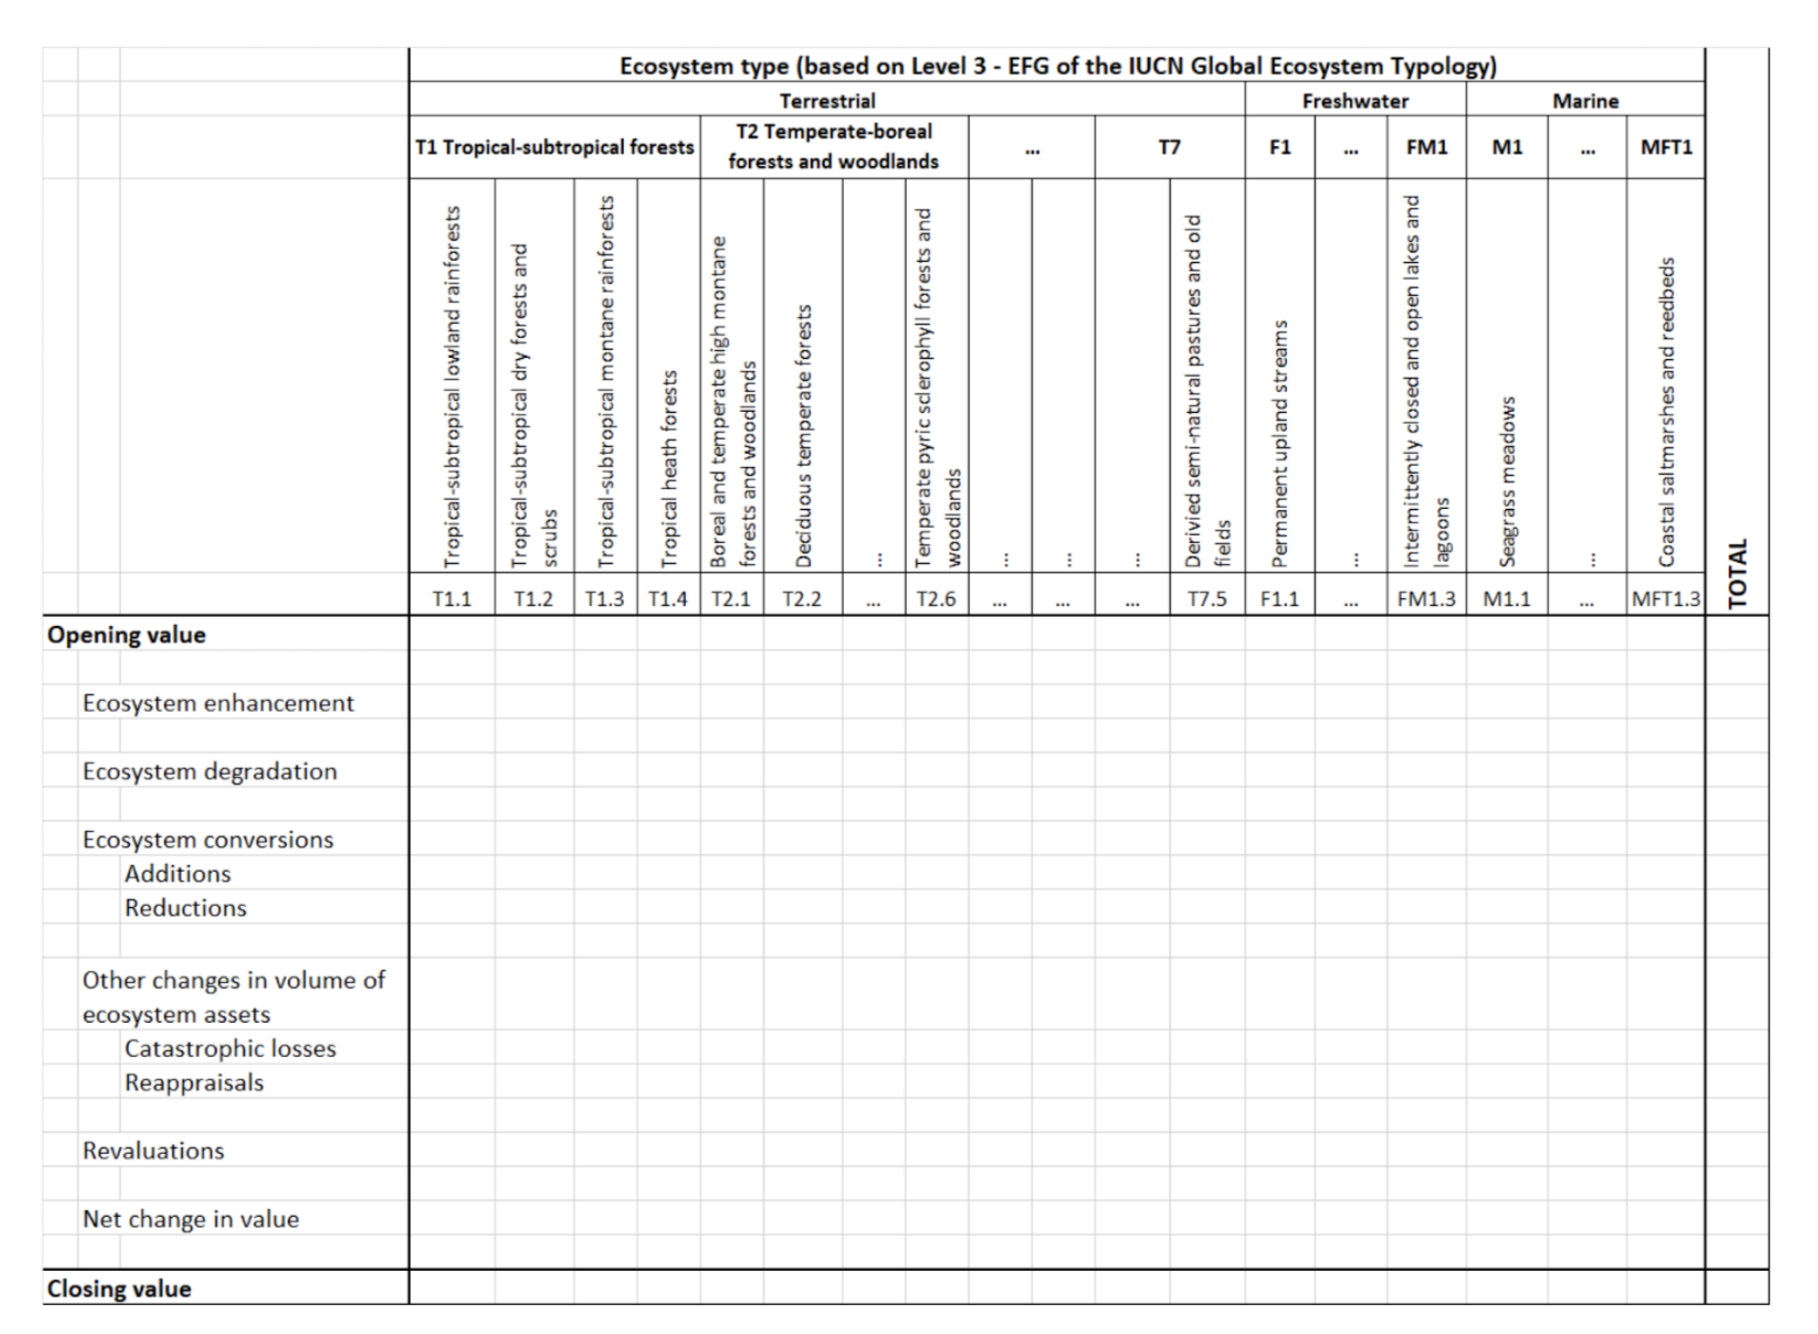 Ecosystem type (based on Level 3 - EFG of the IUCN Global Ecosystem Typology)
Terrestrial
Freshwater
Marine
T1 Tropical-subtropical forests
T2 Temperate-boreal
forests and woodlands
...
T7
F1
...
FM1
M1
...
MFT1
Tropical-subtropical lowland rainforests
Tropical-subtropical dry forests and
scrubs
Tropical-subtropical montane rainforests
Tropical heath forests
Boreal and temperate high montane
forests and woodlands
Deciduous temperate forests
...
Temperate pyric sclerophyll forests and
woodlands
...
...
...
Derivied semi-natural pastures and old
fields
Permanent upland streams
...
Intermittently closed and open lakes and
lagoons
Seagrass meadows
...
Coastal saltmarshes and reedbeds
TOTAL
T1.1
T1.2
T1.3
T1.4
T2.1
T2.2
...
T2.6
...
...
...
T7.5
F1.1
...
FM1.3
M1.1
...
MFT1.3
Opening value
Ecosystem enhancement
Ecosystem degradation
Ecosystem conversions
Additions
Reductions
Other changes in volume of
ecosystem assets
Catastrophic losses
Reappraisals
Revaluations
Net change in value
Closing value